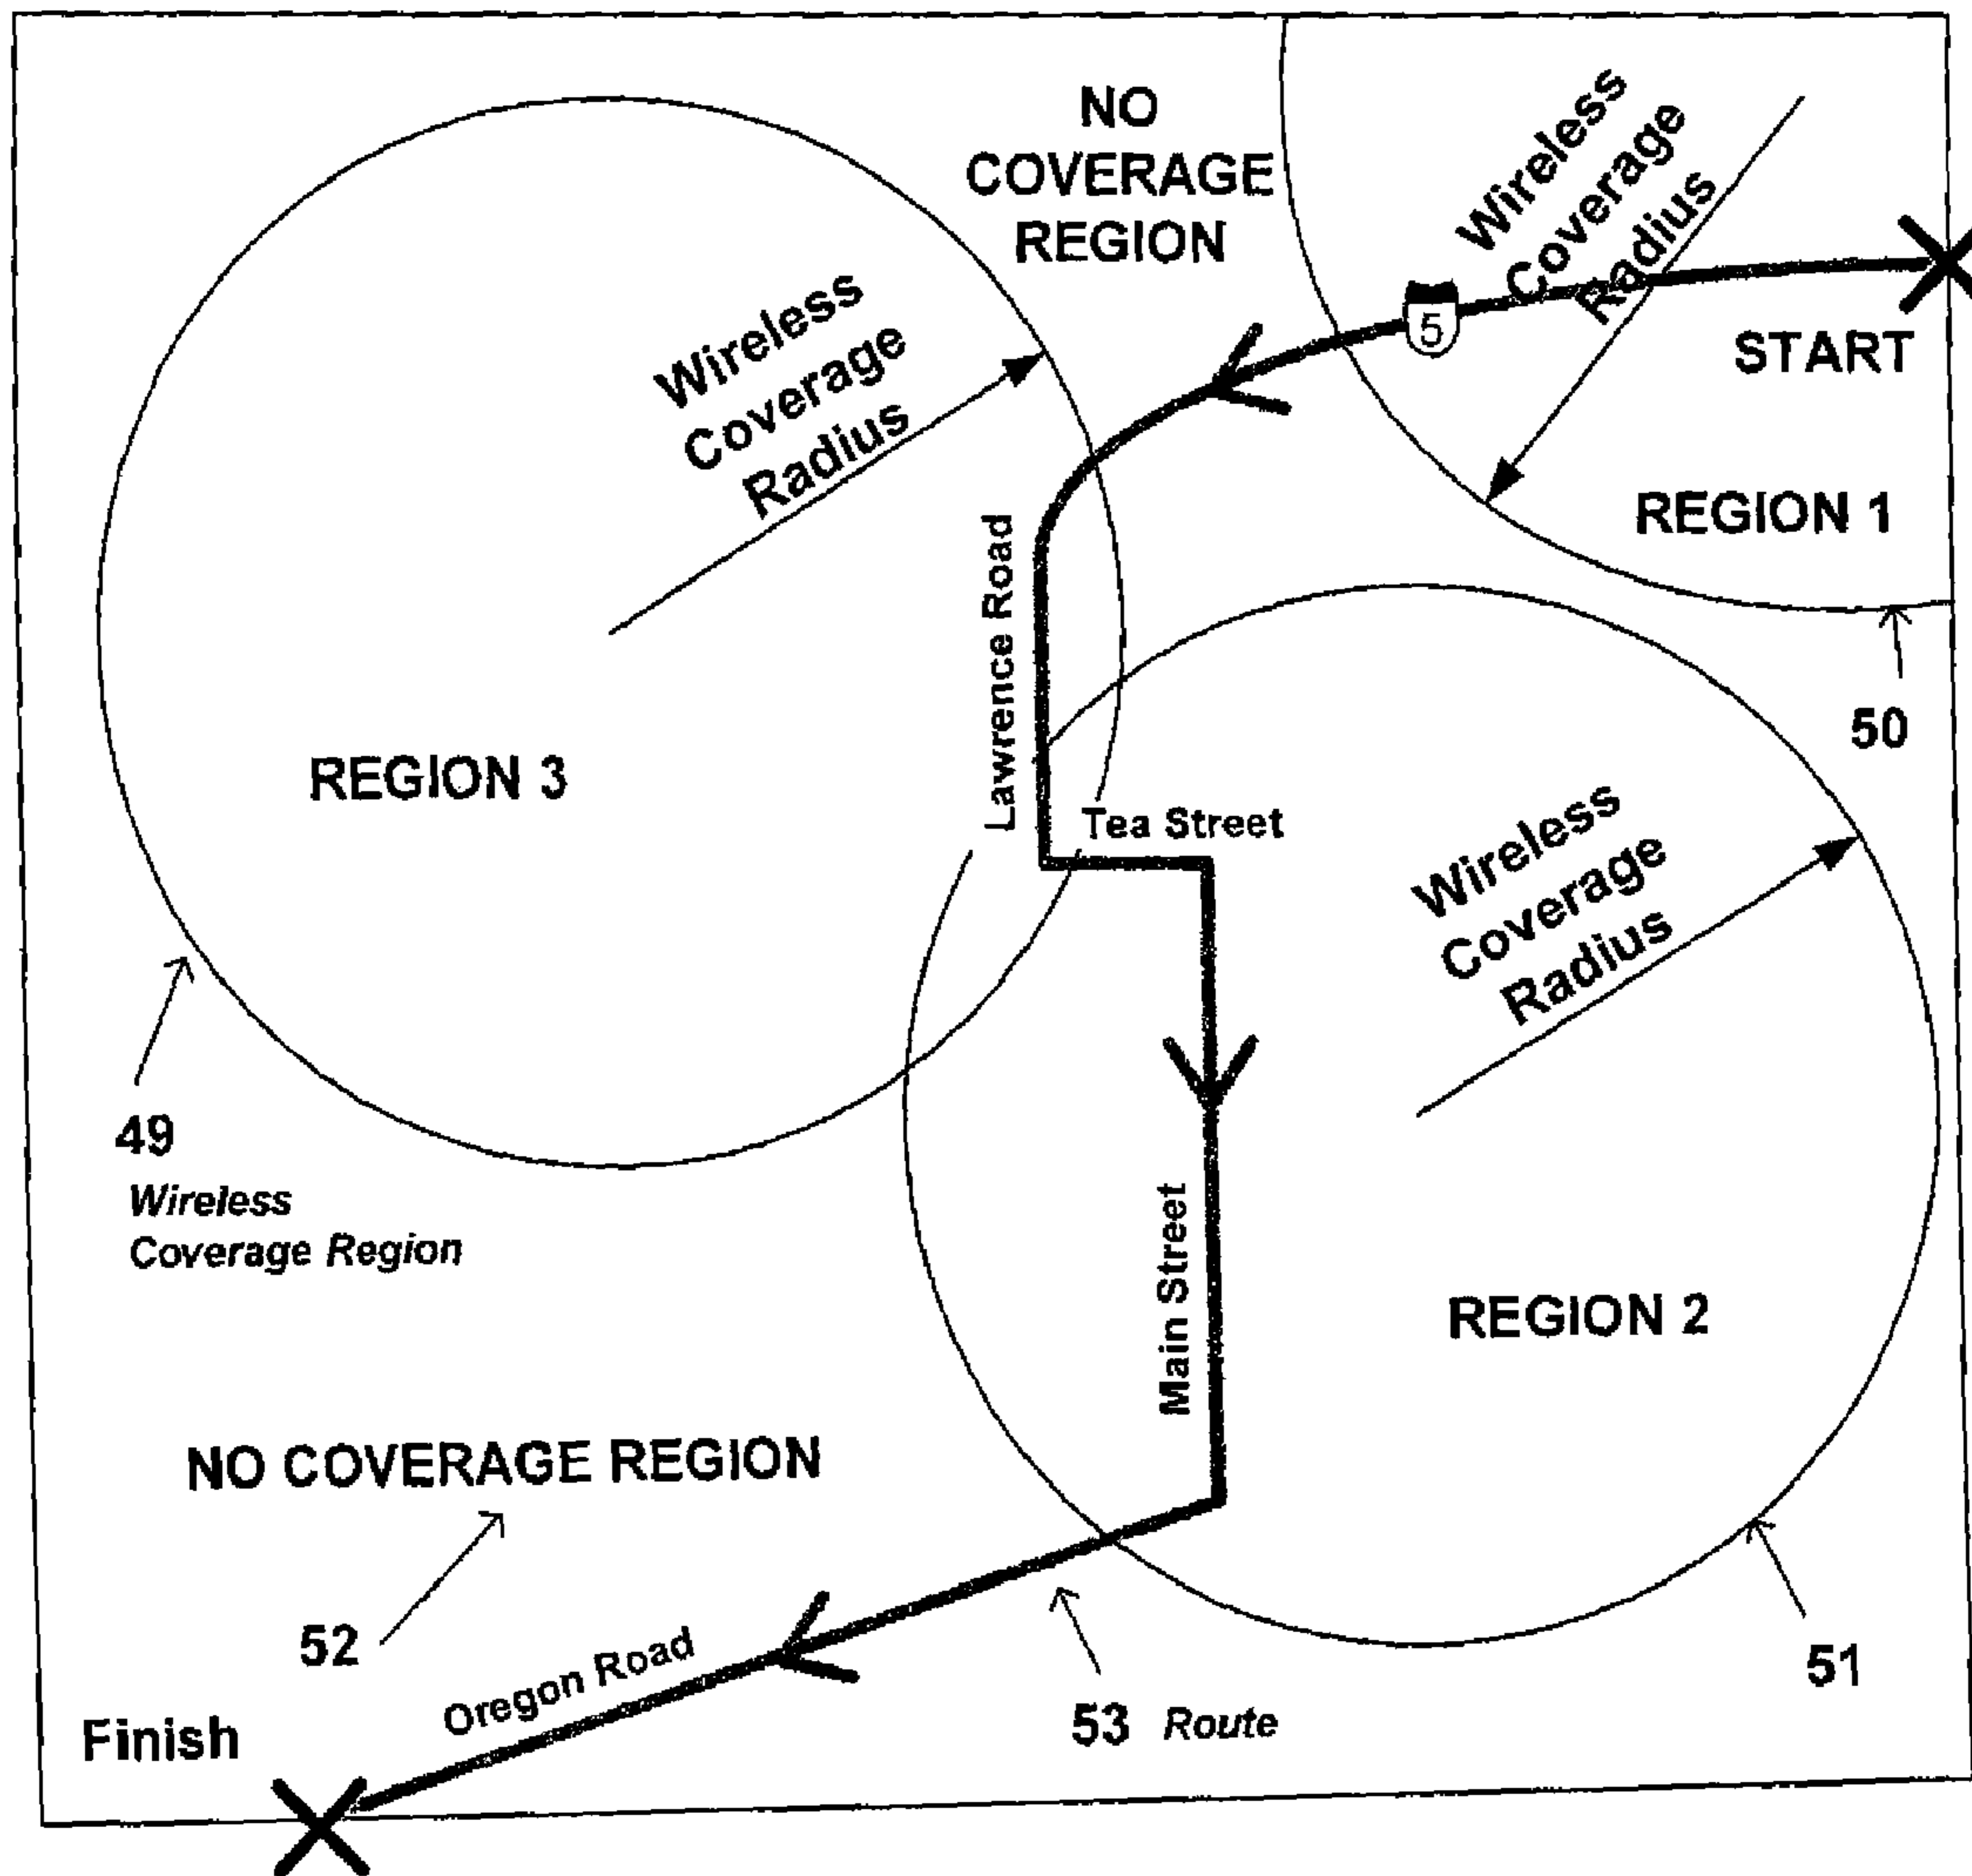 NO
COVERAGE
REGION
Wireless
Coverage
Radius
5
START
REGION 1
50
Wireless
Coverage
Radius
Lawrence Road
REGION 3
Tea Street
Wireless
Coverage
Radius
49
Wireless
Coverage Region
Main Street
REGION 2
NO COVERAGE REGION
52
51
Oregon Road
53 Route
Finish